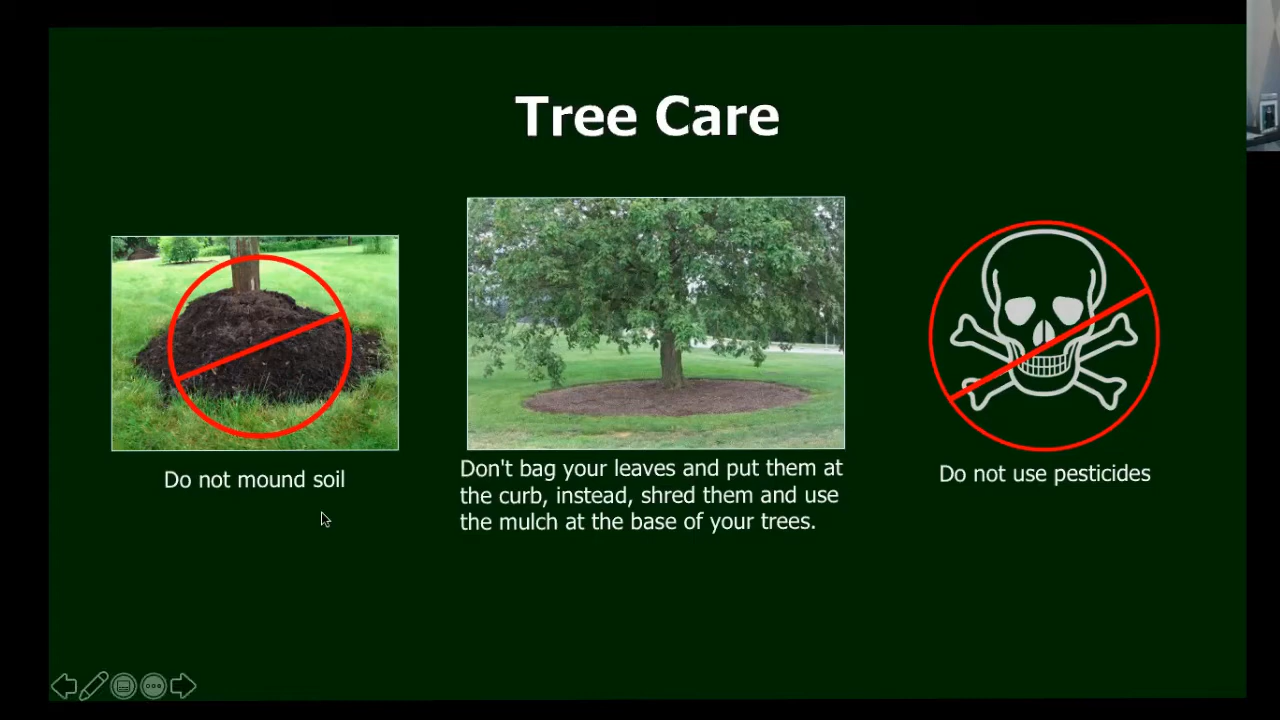 Tree Care
Do not mound soil
Don't bag your leaves and put them at
the curb, instead, shred them and use
the mulch at the base of your trees.
Do not use pesticides